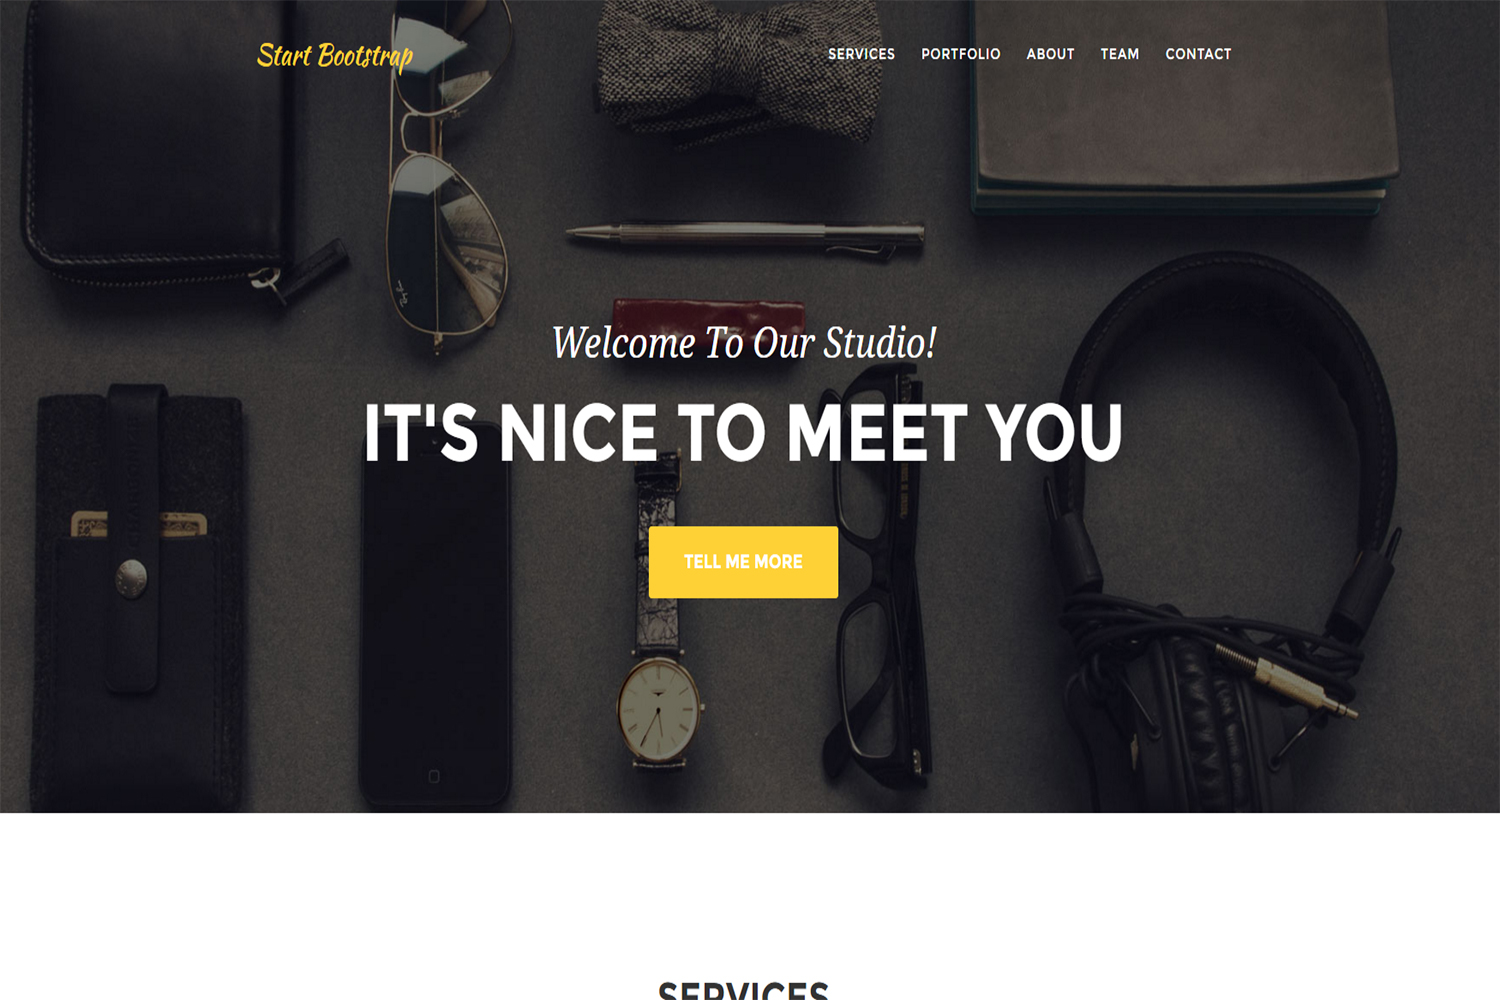 Start Bootstrap
SERVICES PORTFOLIO ABOUT TEAM CONTACT
Welcome To Our Studio!
IT'S NICE TO MEET YOU
TELL ME MORE
SERVICES